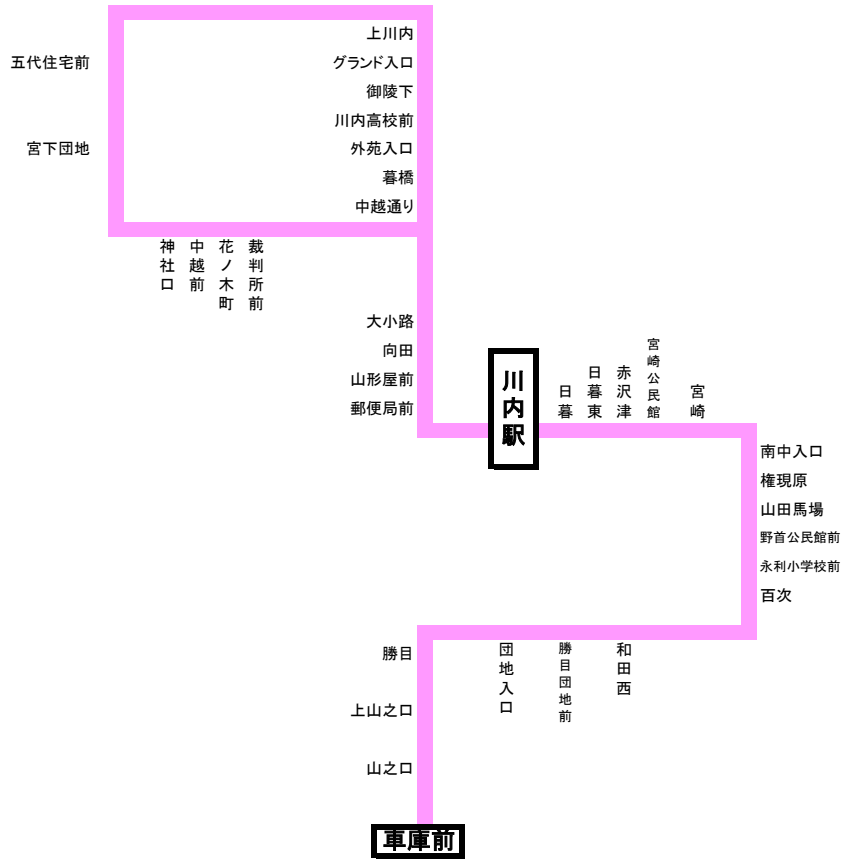 上川内
グランド入口
御陵下
川内高校前
外苑入口
暮橋
中越通り
五代住宅前
宮下団地
神社口
中越前
花ノ木町
裁判所前
大小路
向田
山形屋前
郵便局前
川内駅
日暮
日暮東
赤沢津
宮崎公民館
宮崎
南中入口
権現原
山田馬場
野首公民館前
永利小学校前
百次
和田西
勝目団地前
団地入口
勝目
上山之口
山之口
車庫前